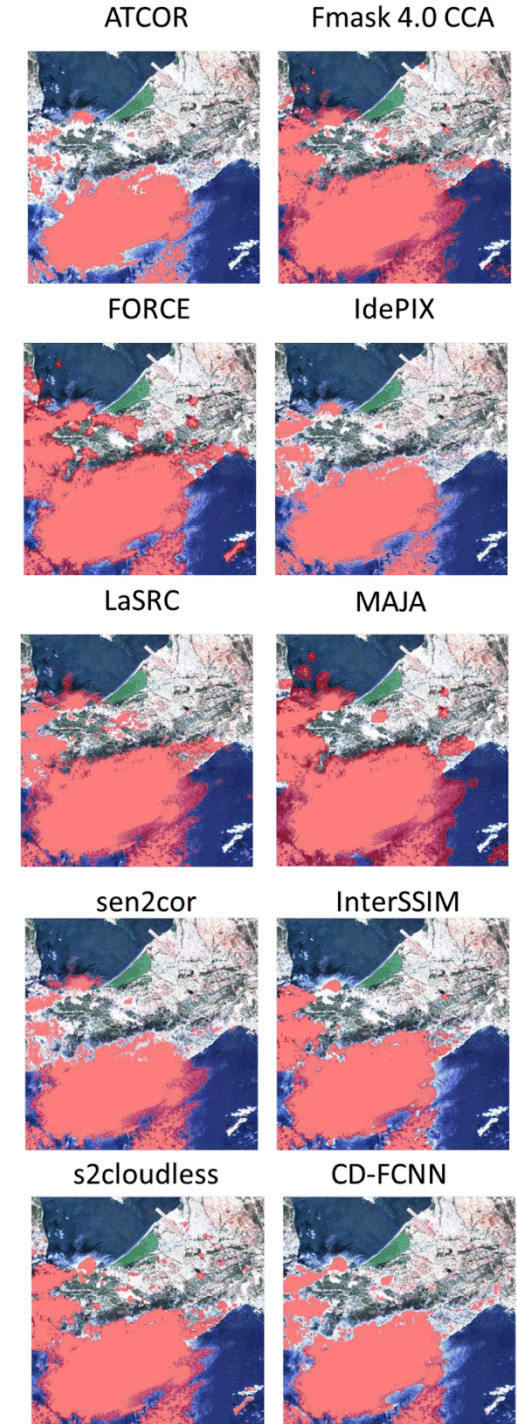 ATCOR
Fmask 4.0 CCA
FORCE
IdePIX
LaSRC
MAJA
sen2cor
InterSSIM
s2cloudless
CD-FCNN